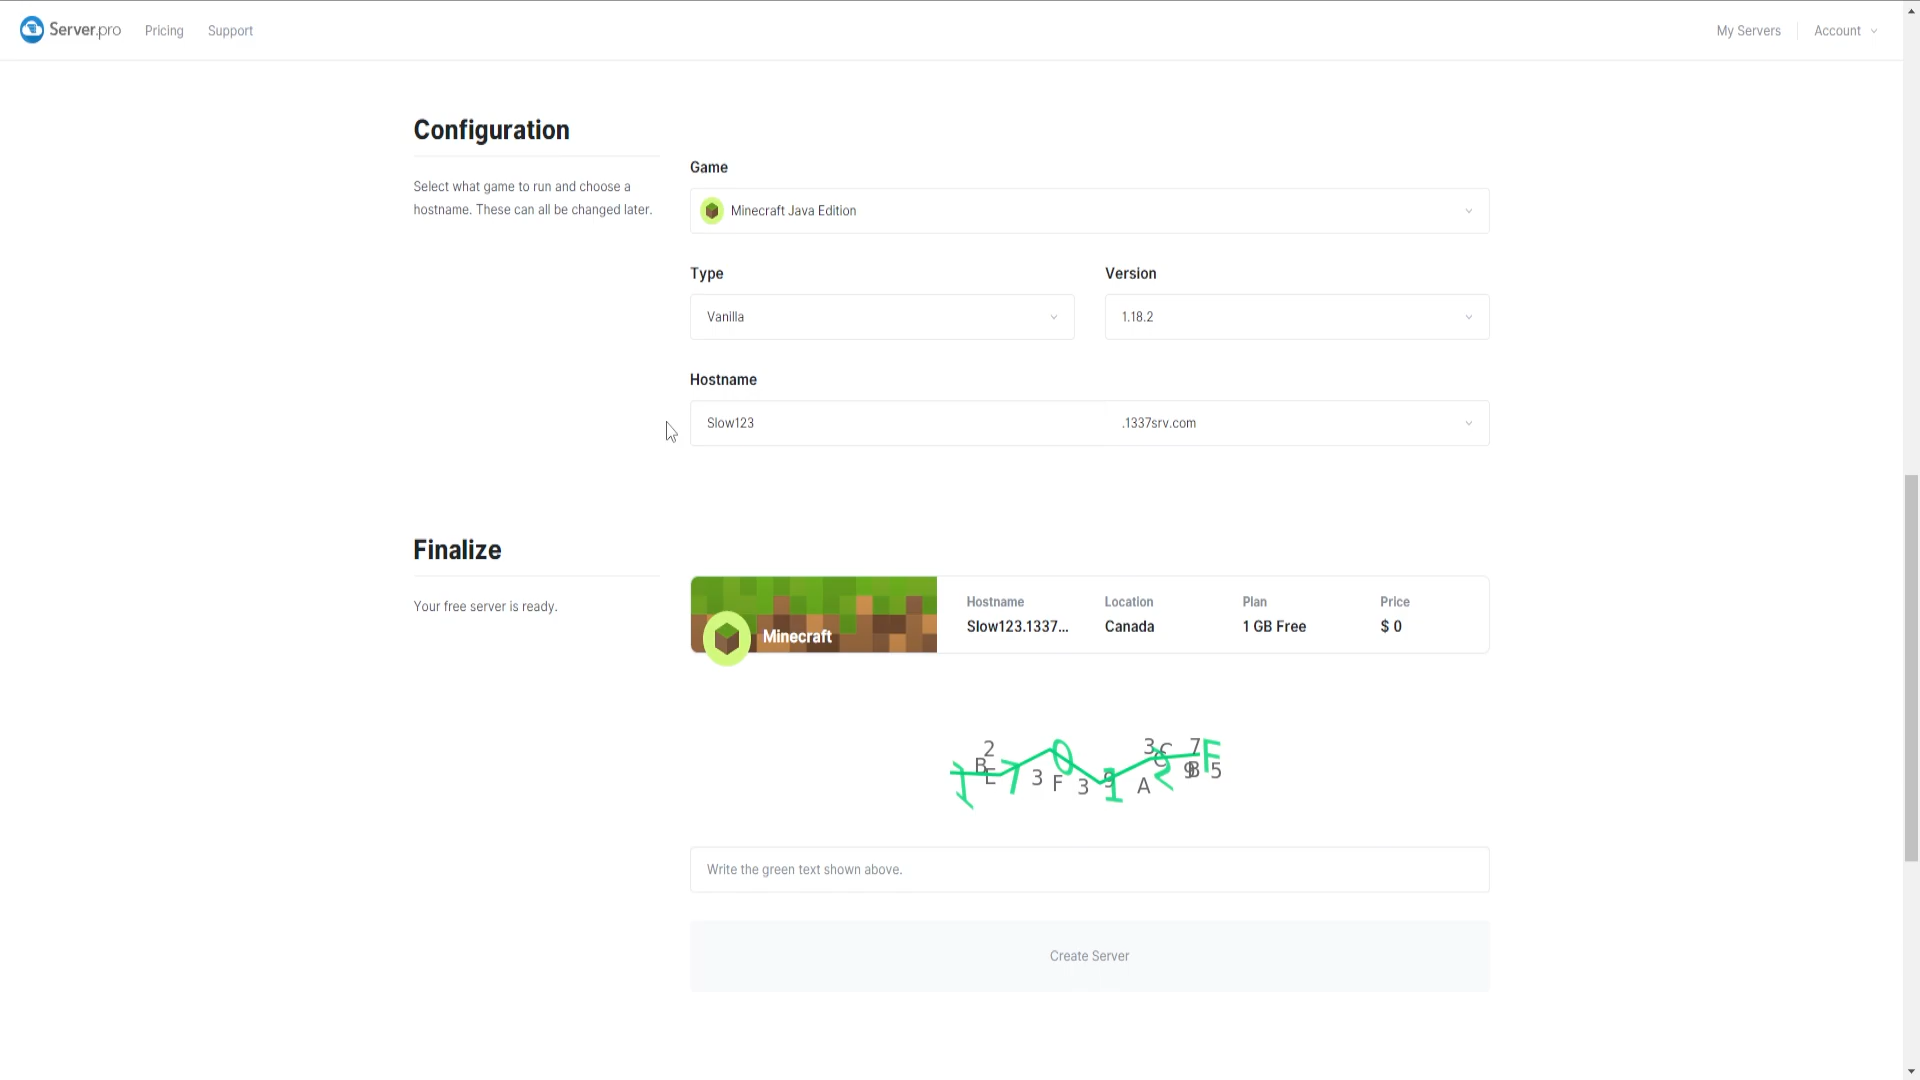 Server.pro
Pricing
Support
My Servers
Account
Configuration
Select what game to run and choose a
hostname. These can all be changed later.
Game
Minecraft Java Edition
Type
Version
Vanilla
1.18.2
Hostname
Slow123
.1337srv.com
Finalize
Your free server is ready.
Minecraft
Hostname
Location
Plan
Price
Slow123.1337...
Canada
1 GB Free
$ 0
Write the green text shown above.
Create Server